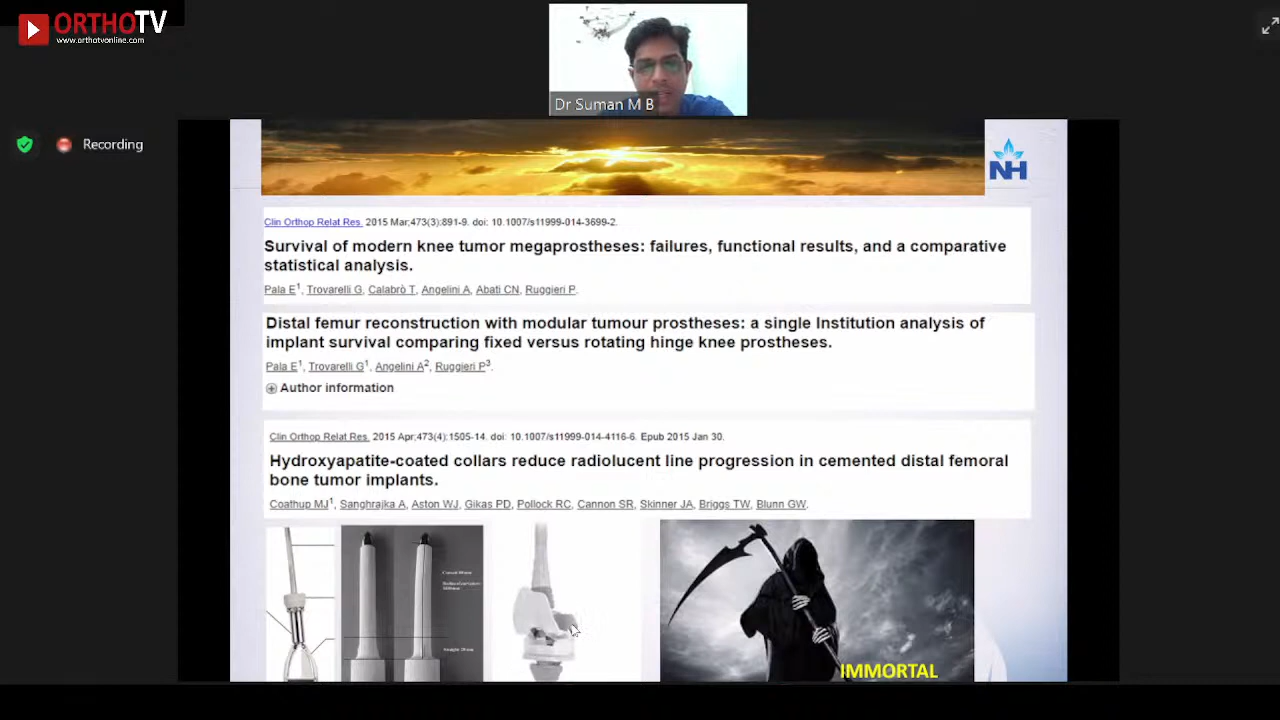 ORTHOTV
www.orthotvonline.com
Dr Suman M B
Recording
NH
Clin Orthop Relat Res. 2015 Mar;473(3):891-9. doi: 10.1007/s11999-014-3699-2.
Survival of modern knee tumor megaprostheses: failures, functional results, and a comparative
statistical analysis.
Pala E1, Trovarelli G, Calabrò T, Angelini A, Abati CN, Ruggieri P.
Distal femur reconstruction with modular tumour prostheses: a single Institution analysis of
implant survival comparing fixed versus rotating hinge knee prostheses.
Pala E1, Trovarelli G1, Angelini A2, Ruggieri P3.
Author information
Clin Orthop Relat Res. 2015 Apr;473(4):1505-14. doi: 10.1007/s11999-014-4116-6. Epub 2015 Jan 30.
Hydroxyapatite-coated collars reduce radiolucent line progression in cemented distal femoral
bone tumor implants.
Coathup MJ1, Sanghrajka A, Aston WJ, Gikas PD, Pollock RC, Cannon SR, Skinner JA, Briggs TW, Blunn GW.
IMMORTAL